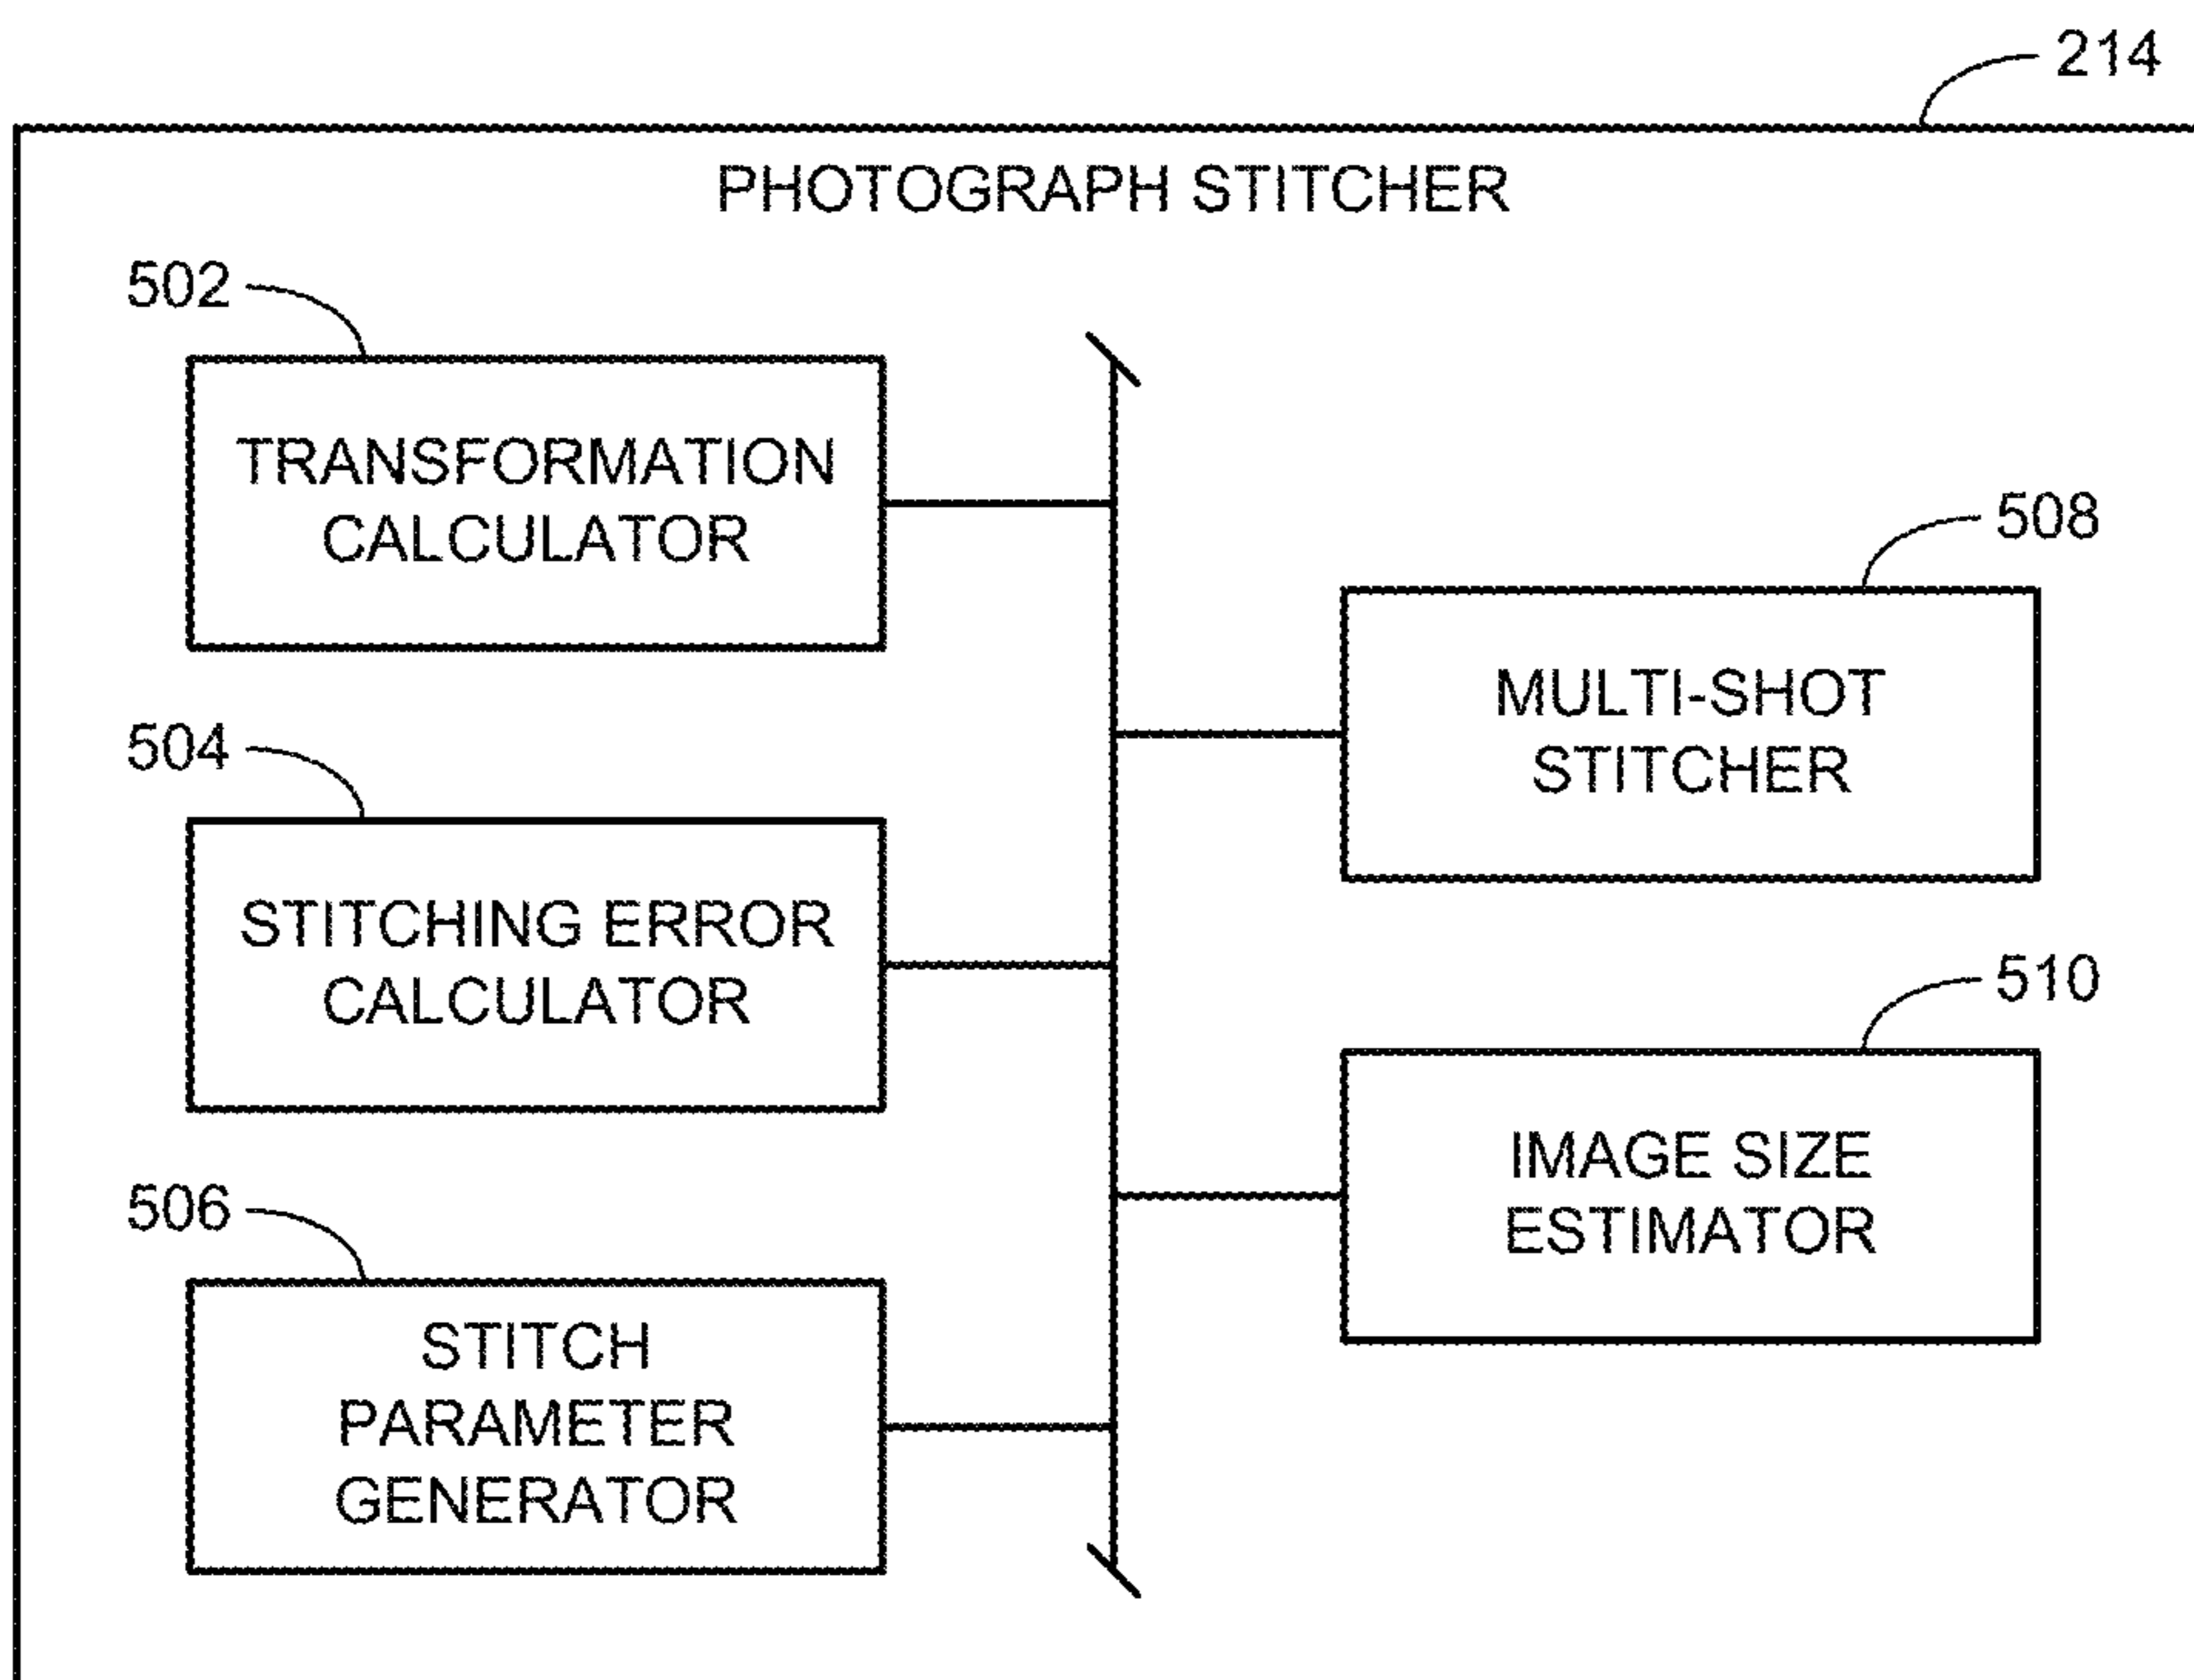 214
PHOTOGRAPH STITCHER
502
TRANSFORMATION
CALCULATOR
508
MULTI-SHOT
STITCHER
504
STITCHING ERROR
CALCULATOR
510
IMAGE SIZE
ESTIMATOR
506
STITCH
PARAMETER
GENERATOR